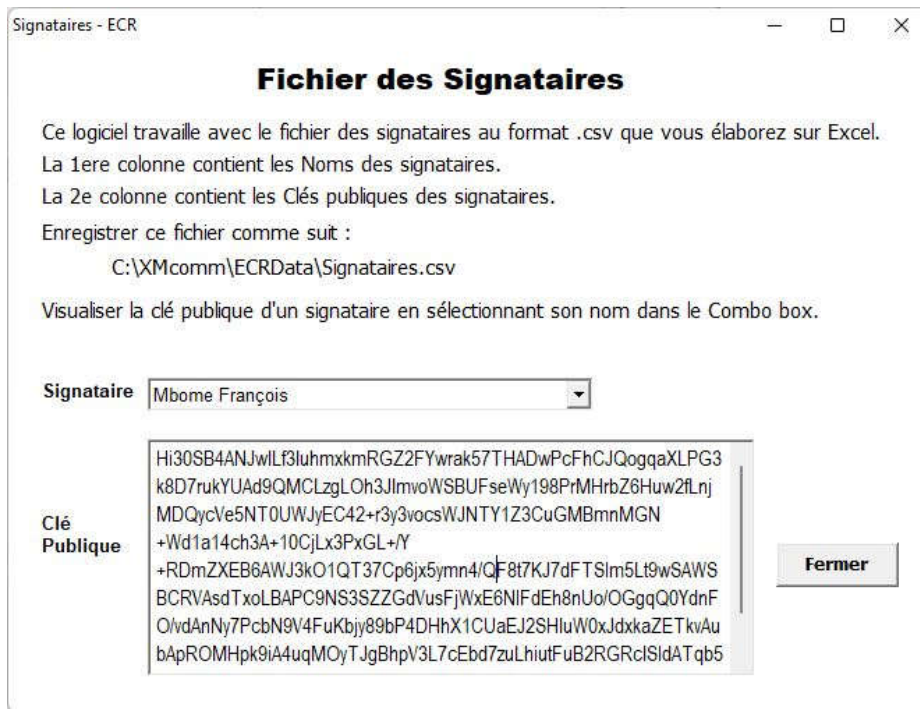 Signataires - ECR
Fichier des Signataires
Ce logiciel travaille avec le fichier des signataires au format .csv que vous élaborez sur Excel.
La 1ere colonne contient les Noms des signataires.
La 2e colonne contient les Clés publiques des signataires.
Enregistrer ce fichier comme suit :
C:\XMcomm\ECRData\Signataires.csv
Visualiser la clé publique d'un signataire en sélectionnant son nom dans le Combo box.
Signataire
Mbome François
Clé
Publique
Hi30SB4ANJwlLf3luhmxkmRGZ2FYwrak57THADwPcFhCJQogqaXLPG3
k8D7rukYUAd9QMCLzgLOh3JlmvoWSBUFseWy198PrMHrbZ6Huw2fLnj
MDQycVe5NT0UWJyEC42+r3y3vocsWJNTY1Z3CuGMBmnMGN
+Wd1a14ch3A+10CjLx3PxGL+/Y
+RDmZXEB6AWJ3kO1QT37Cp6jx5ymn4/QF8t7KJ7dFTSlm5Lt9wSAWS
BCRVAsdTxoLBAPC9NS3SZZGdVusFjWxE6NlFdEh8nUo/OGgqQ0YdnF
O/vdAnNy7PcbN9V4FuKbjy89bP4DHhX1CUaEJ2SHluW0xJdxkaZETkvAu
bApROMHpk9iA4uqMOyTJgBhpV3L7cEbd7zuLhiutFuB2RGRclSldATqb5
Fermer